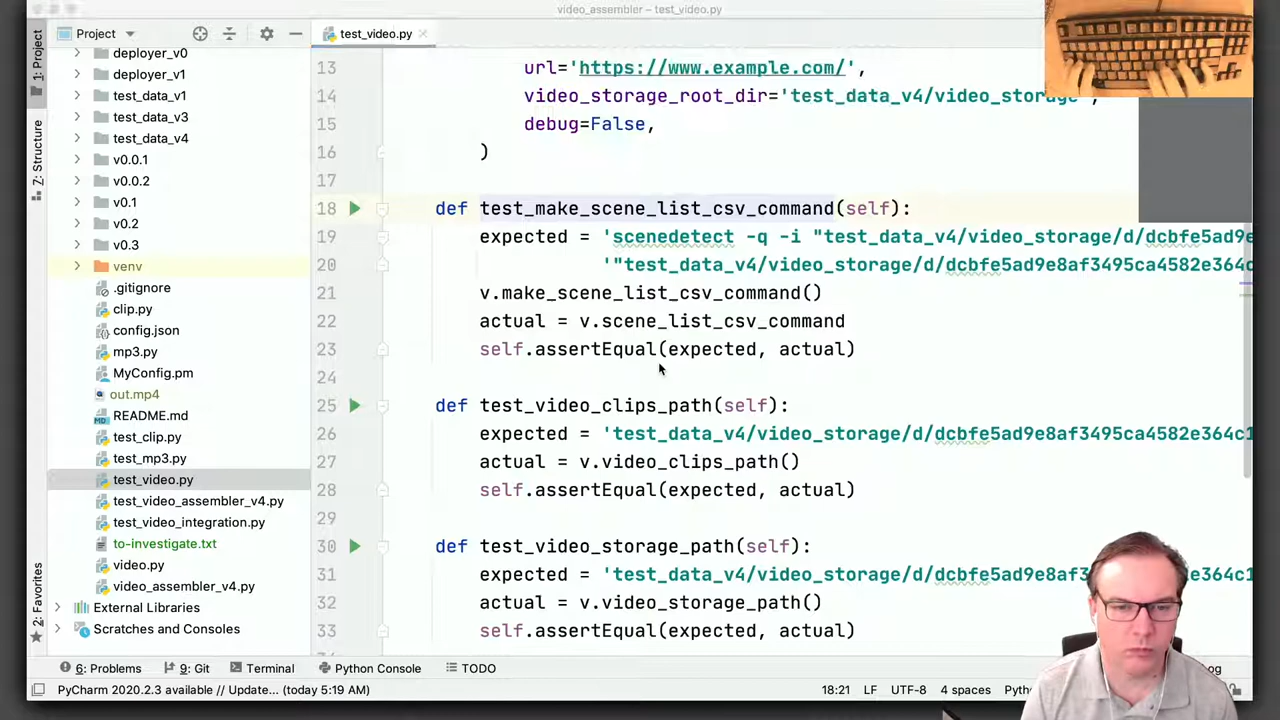 video_assembler – test_video.py
Project
test_video.py
1: Project
Z: Structure
2: Favorites
deployer_v0
deployer_v1
test_data_v1
test_data_v3
test_data_v4
v0.0.1
v0.0.2
v0.1
v0.2
v0.3
venv
.gitignore
clip.py
config.json
mp3.py
MyConfig.pm
out.mp4
README.md
test_clip.py
test_mp3.py
test_video.py
test_video_assembler_v4.py
test_video_integration.py
to-investigate.txt
video.py
video_assembler_v4.py
External Libraries
Scratches and Consoles
13 url='https://www.example.com/',
14 video_storage_root_dir='test_data_v4/video_storage',
15 debug=False,
16 )
17
18 def test_make_scene_list_csv_command(self):
19 expected = 'scenedetect -q -i "test_data_v4/video_storage/d/dcbfe5ad9e
20 '"test_data_v4/video_storage/d/dcbfe5ad9e8af3495ca4582e364c
21 v.make_scene_list_csv_command()
22 actual = v.scene_list_csv_command
23 self.assertEqual(expected, actual)
24
25 def test_video_clips_path(self):
26 expected = 'test_data_v4/video_storage/d/dcbfe5ad9e8af3495ca4582e364c1
27 actual = v.video_clips_path()
28 self.assertEqual(expected, actual)
29
30 def test_video_storage_path(self):
31 expected = 'test_data_v4/video_storage/d/dcbfe5ad9e8af3 e364c1
32 actual = v.video_storage_path()
33 self.assertEqual(expected, actual)
6: Problems
9: Git
Terminal
Python Console
TODO
PyCharm 2020.2.3 available // Update... (today 5:19 AM)
18:21
LF
UTF-8
4 spaces